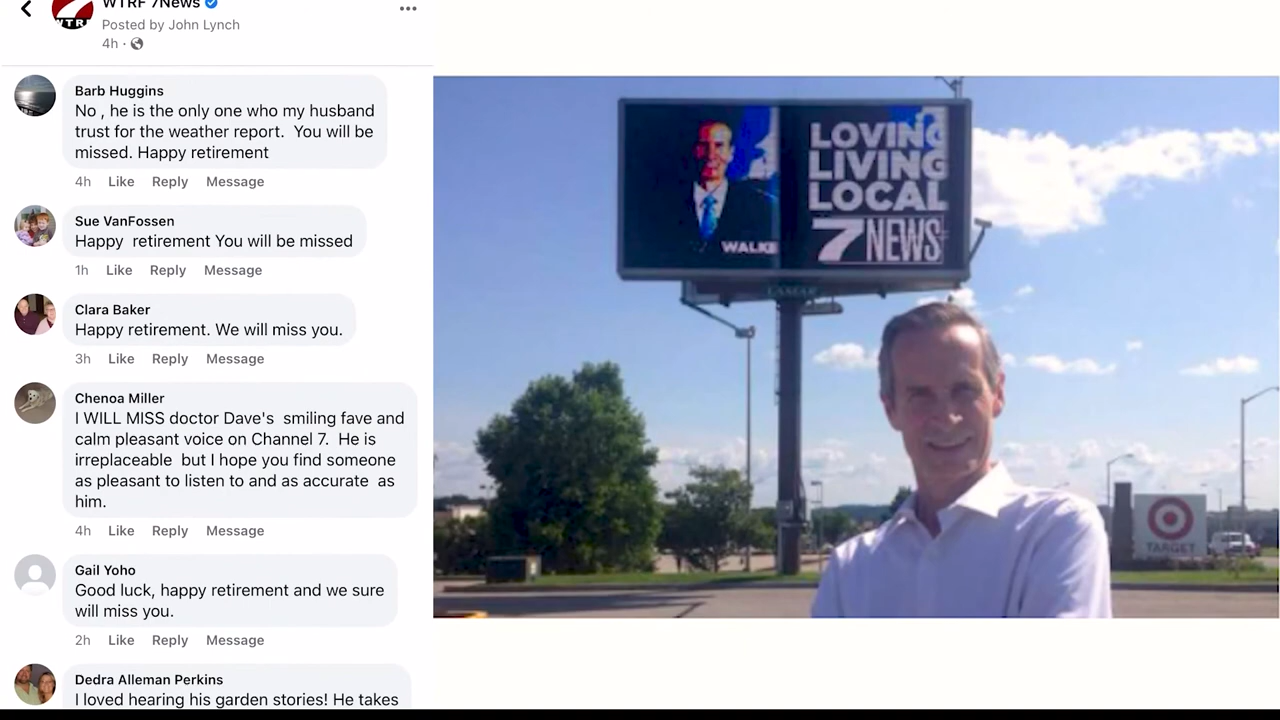 WTRF 7News
Posted by John Lynch
4h ·
WTRF
Barb Huggins
No , he is the only one who my husband
trust for the weather report.  You will be
missed. Happy retirement
4h Like Reply Message
Sue VanFossen
Happy  retirement You will be missed
1h Like Reply Message
Clara Baker
Happy retirement. We will miss you.
3h Like Reply Message
Chenoa Miller
I WILL MISS doctor Dave's  smiling fave and
calm pleasant voice on Channel 7.  He is
irreplaceable  but I hope you find someone
as pleasant to listen to and as accurate  as
him.
4h Like Reply Message
Gail Yoho
Good luck, happy retirement and we sure
will miss you.
2h Like Reply Message
Dedra Alleman Perkins
I loved hearing his garden stories! He takes
LOVING
LIVING
LOCAL
7NEWS
WALKE
LAMAR
TARGET